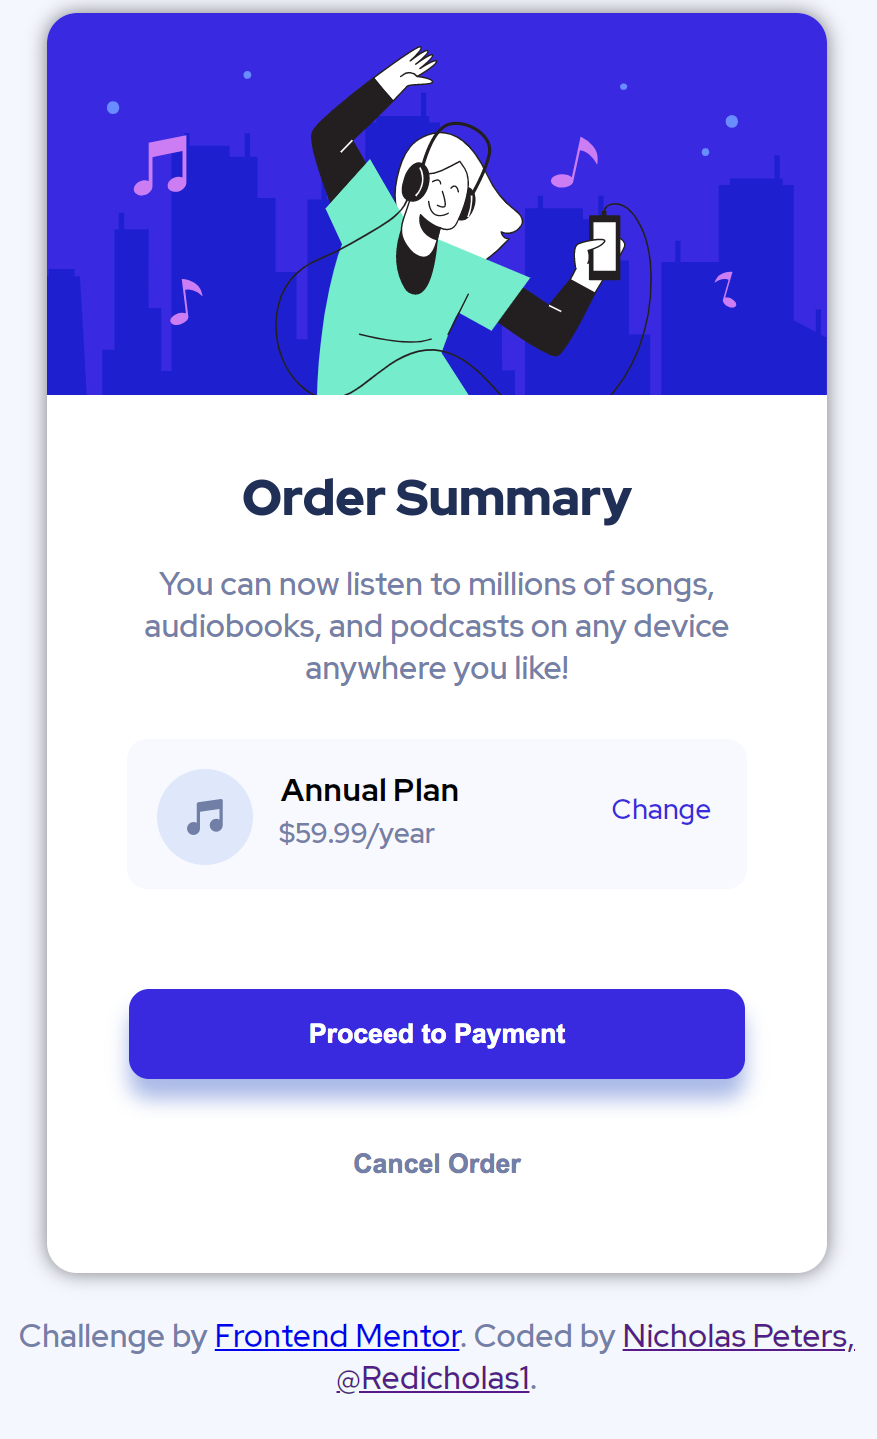 Order Summary
You can now listen to millions of songs,
audiobooks, and podcasts on any device
anywhere you like!
Annual Plan
$59.99/year
Change
Proceed to Payment
Cancel Order
Challenge by Frontend Mentor. Coded by Nicholas Peters,
@Redicholas1.